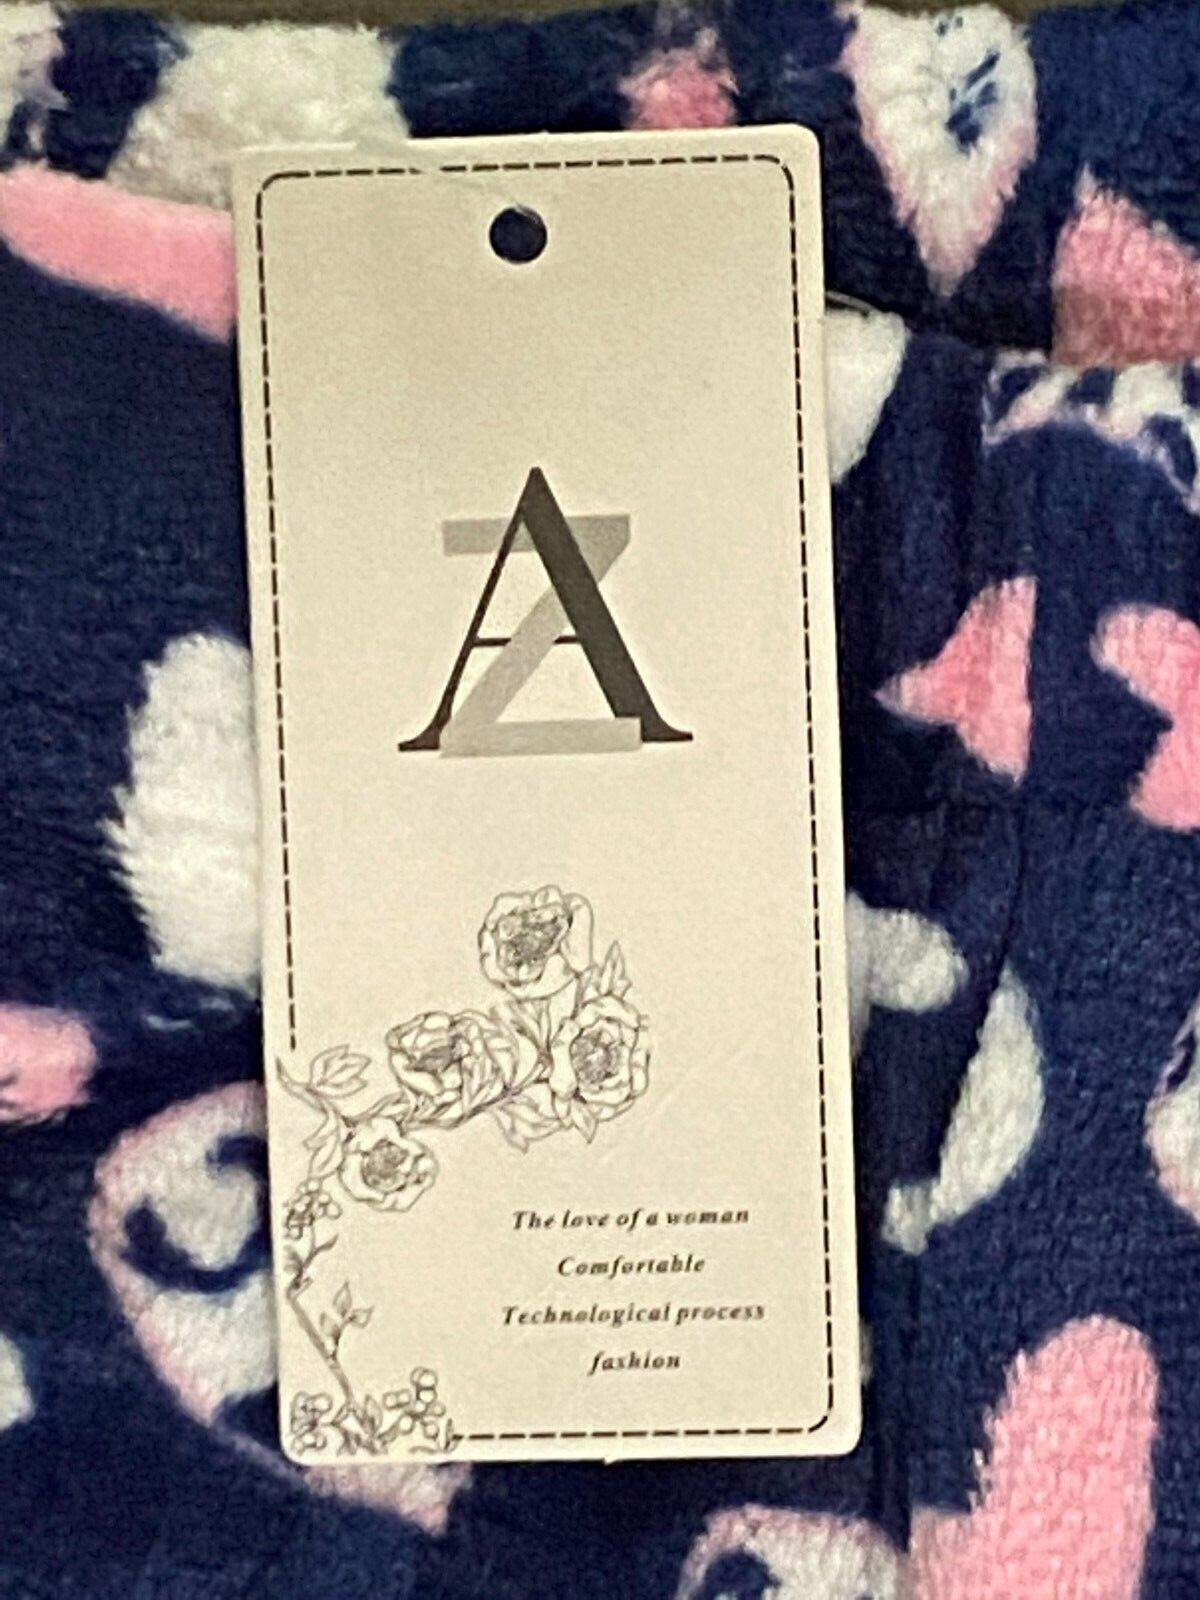 AZ
The love of a woman
Comfortable
Technological process
fashion